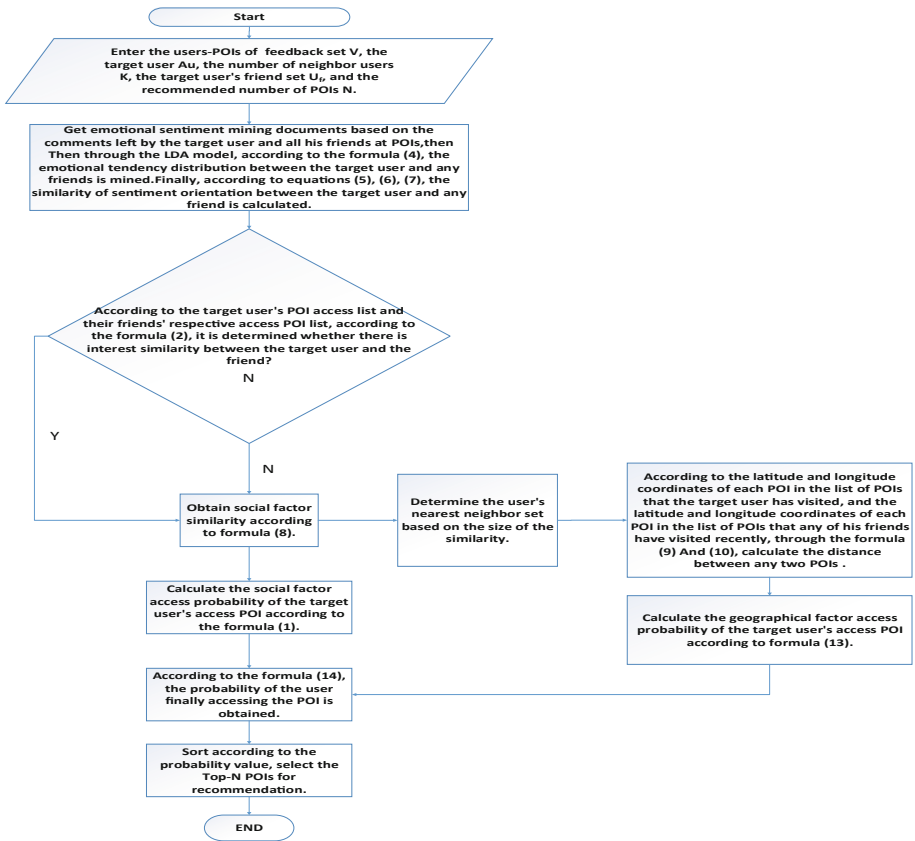 Start
Enter the users-POIs of feedback set V, the
target user Au, the number of neighbor users
K, the target user's friend set Uf, and the
recommended number of POIs N.
Get emotional sentiment mining documents based on the
comments left by the target user and all his friends at POIs,then
Then through the LDA model, according to the formula (4), the
emotional tendency distribution between the target user and any
friends is mined.Finally, according to equations (5), (6), (7), the
similarity of sentiment orientation between the target user and any
friend is calculated.
According to the target user's POI access list and
their friends' respective access POI list, according to
the formula (2), it is determined whether there is
interest similarity between the target user and the
friend?
N
Y
N
Obtain social factor
similarity according
to formula (8).
Determine the user's
nearest neighbor set
based on the size of the
similarity.
According to the latitude and longitude
coordinates of each POI in the list of POIs
that the target user has visited, and the
latitude and longitude coordinates of each
POI in the list of POIs that any of his friends
have visited recently, through the formula
(9) And (10), calculate the distance
between any two POIs .
Calculate the social factor
access probability of the target
user's access POI according to
the formula (1).
Calculate the geographical factor access
probability of the target user's access POI
according to formula (13).
According to the formula (14),
the probability of the user
finally accessing the POI is
obtained.
Sort according to the
probability value, select the
Top-N POIs for
recommendation.
END